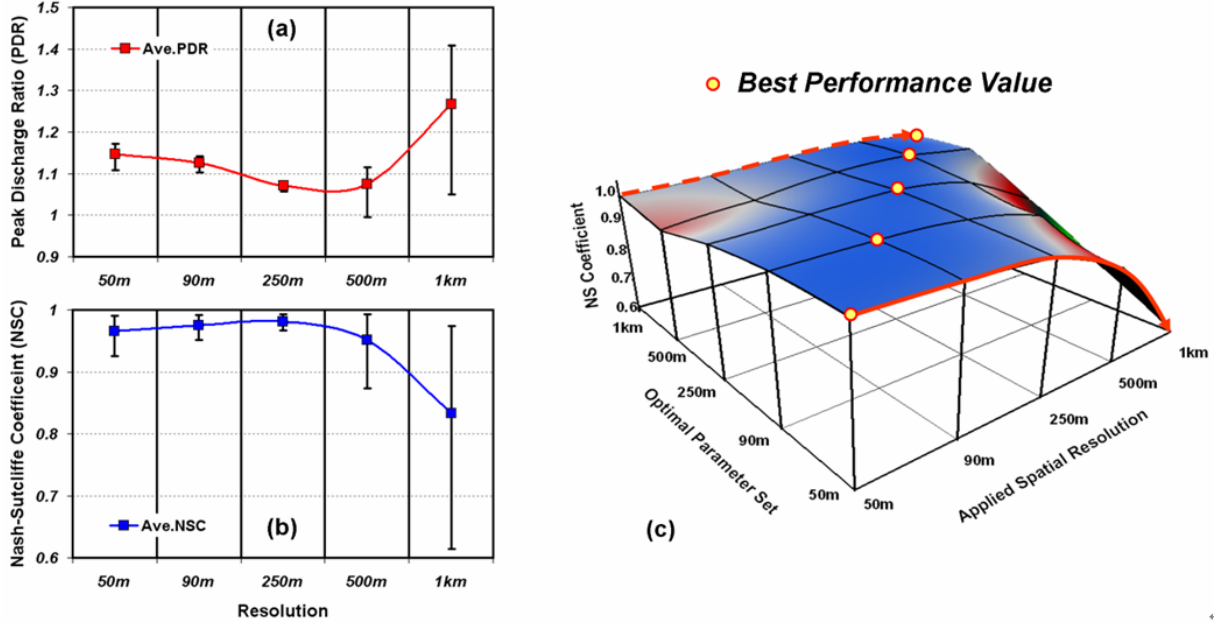 (a)
Ave.PDR
Peak Discharge Ratio (PDR)
1.5
1.4
1.3
1.2
1.1
1
0.9
50m 90m 250m 500m 1km
(b)
Ave.NSC
Nash-Sutcliffe Coefficeint (NSC)
1
0.9
0.8
0.7
0.6
50m 90m 250m 500m 1km
Resolution
Best Performance Value
NS Coefficient
1.0
0.9
0.8
0.7
0.6
1km
500m
250m
90m
50m
Optimal Parameter Set
50m
90m
250m
500m
1km
Applied Spatial Resolution
(c)